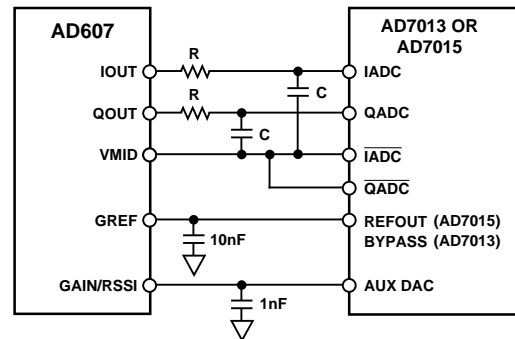 AD607
AD7013 OR
AD7015
IOUT
R
IADC
C
QOUT
R
QADC
C
VMID
IADC
QADC
GREF
REFOUT (AD7015)
10nF
BYPASS (AD7013)
GAIN/RSSI
AUX DAC
1nF